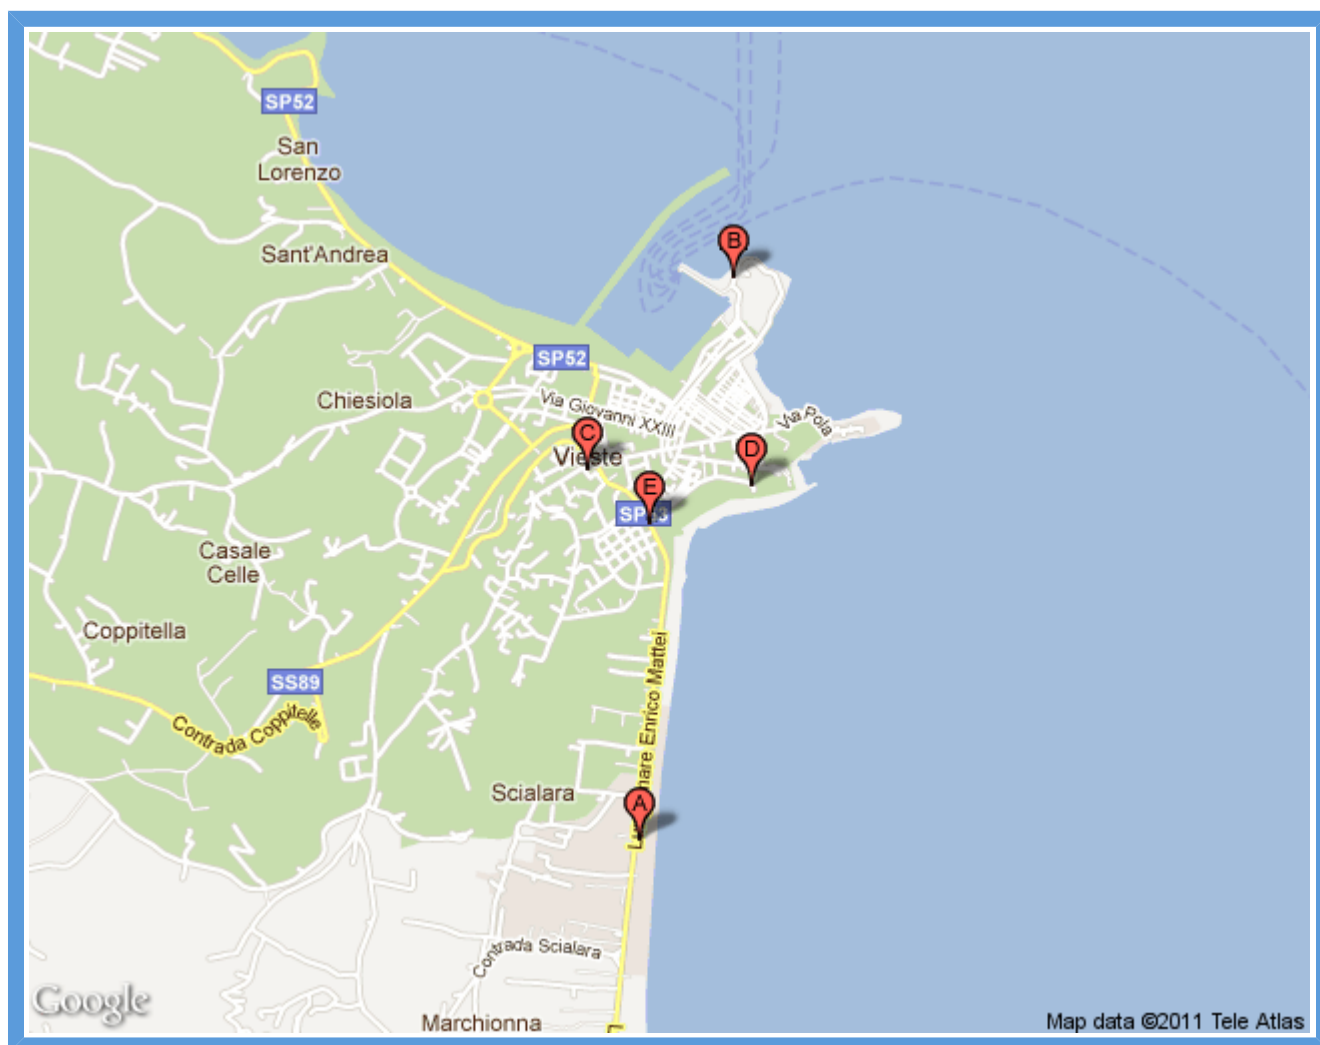 SP52
San
Lorenzo
Sant'Andrea
B
SP52
Chiesiola
Via Giovanni XXIII
Via Pola
C
Vieste
D
E
Casale
Celle
Coppitella
SS89
Contrada Coppitelle
Enrico Mattei
Scialara
A
Contrada Scialara
Google
Marchionna
Map data ©2011 Tele Atlas